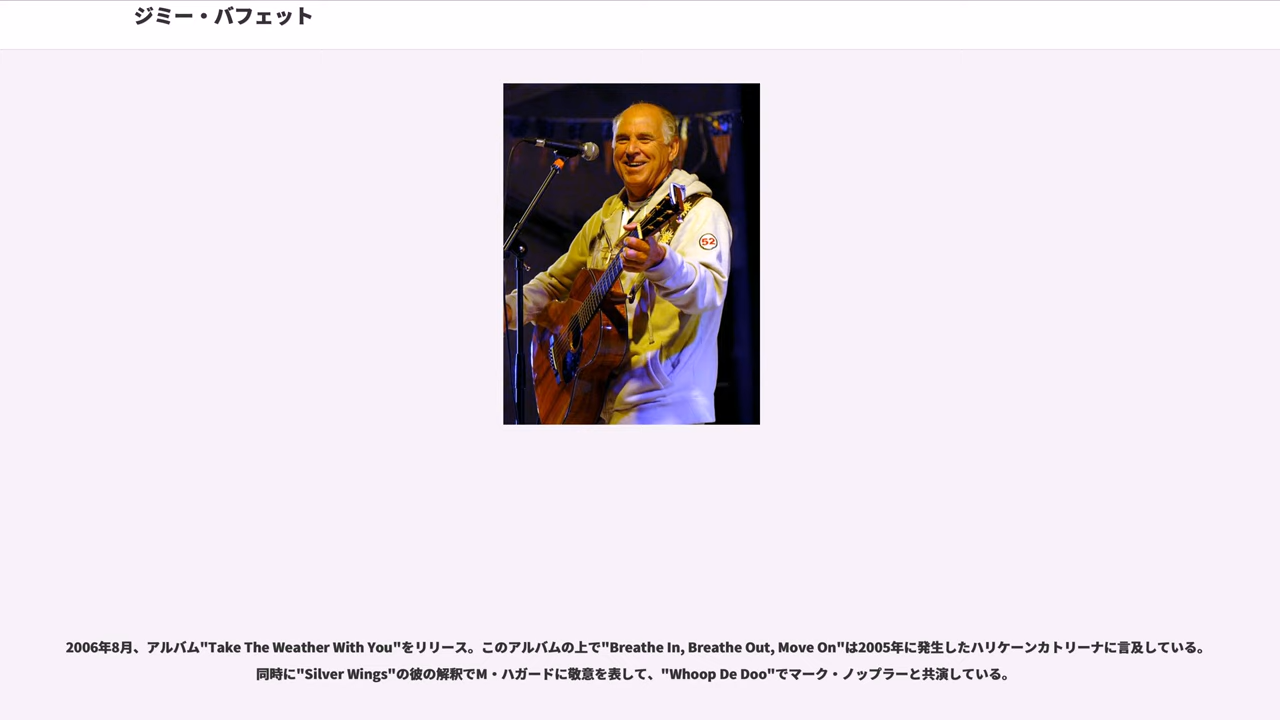 ジミー・バフェット
52
2006年8月、アルバム"Take The Weather With You"をリリース。このアルバムの上で"Breathe In, Breathe Out, Move On"は2005年に発生したハリケーンカトリーナに言及している。
同時に"Silver Wings"の彼の解釈でM・ハガードに敬意を表して、"Whoop De Doo"でマーク・ノップラーと共演している。